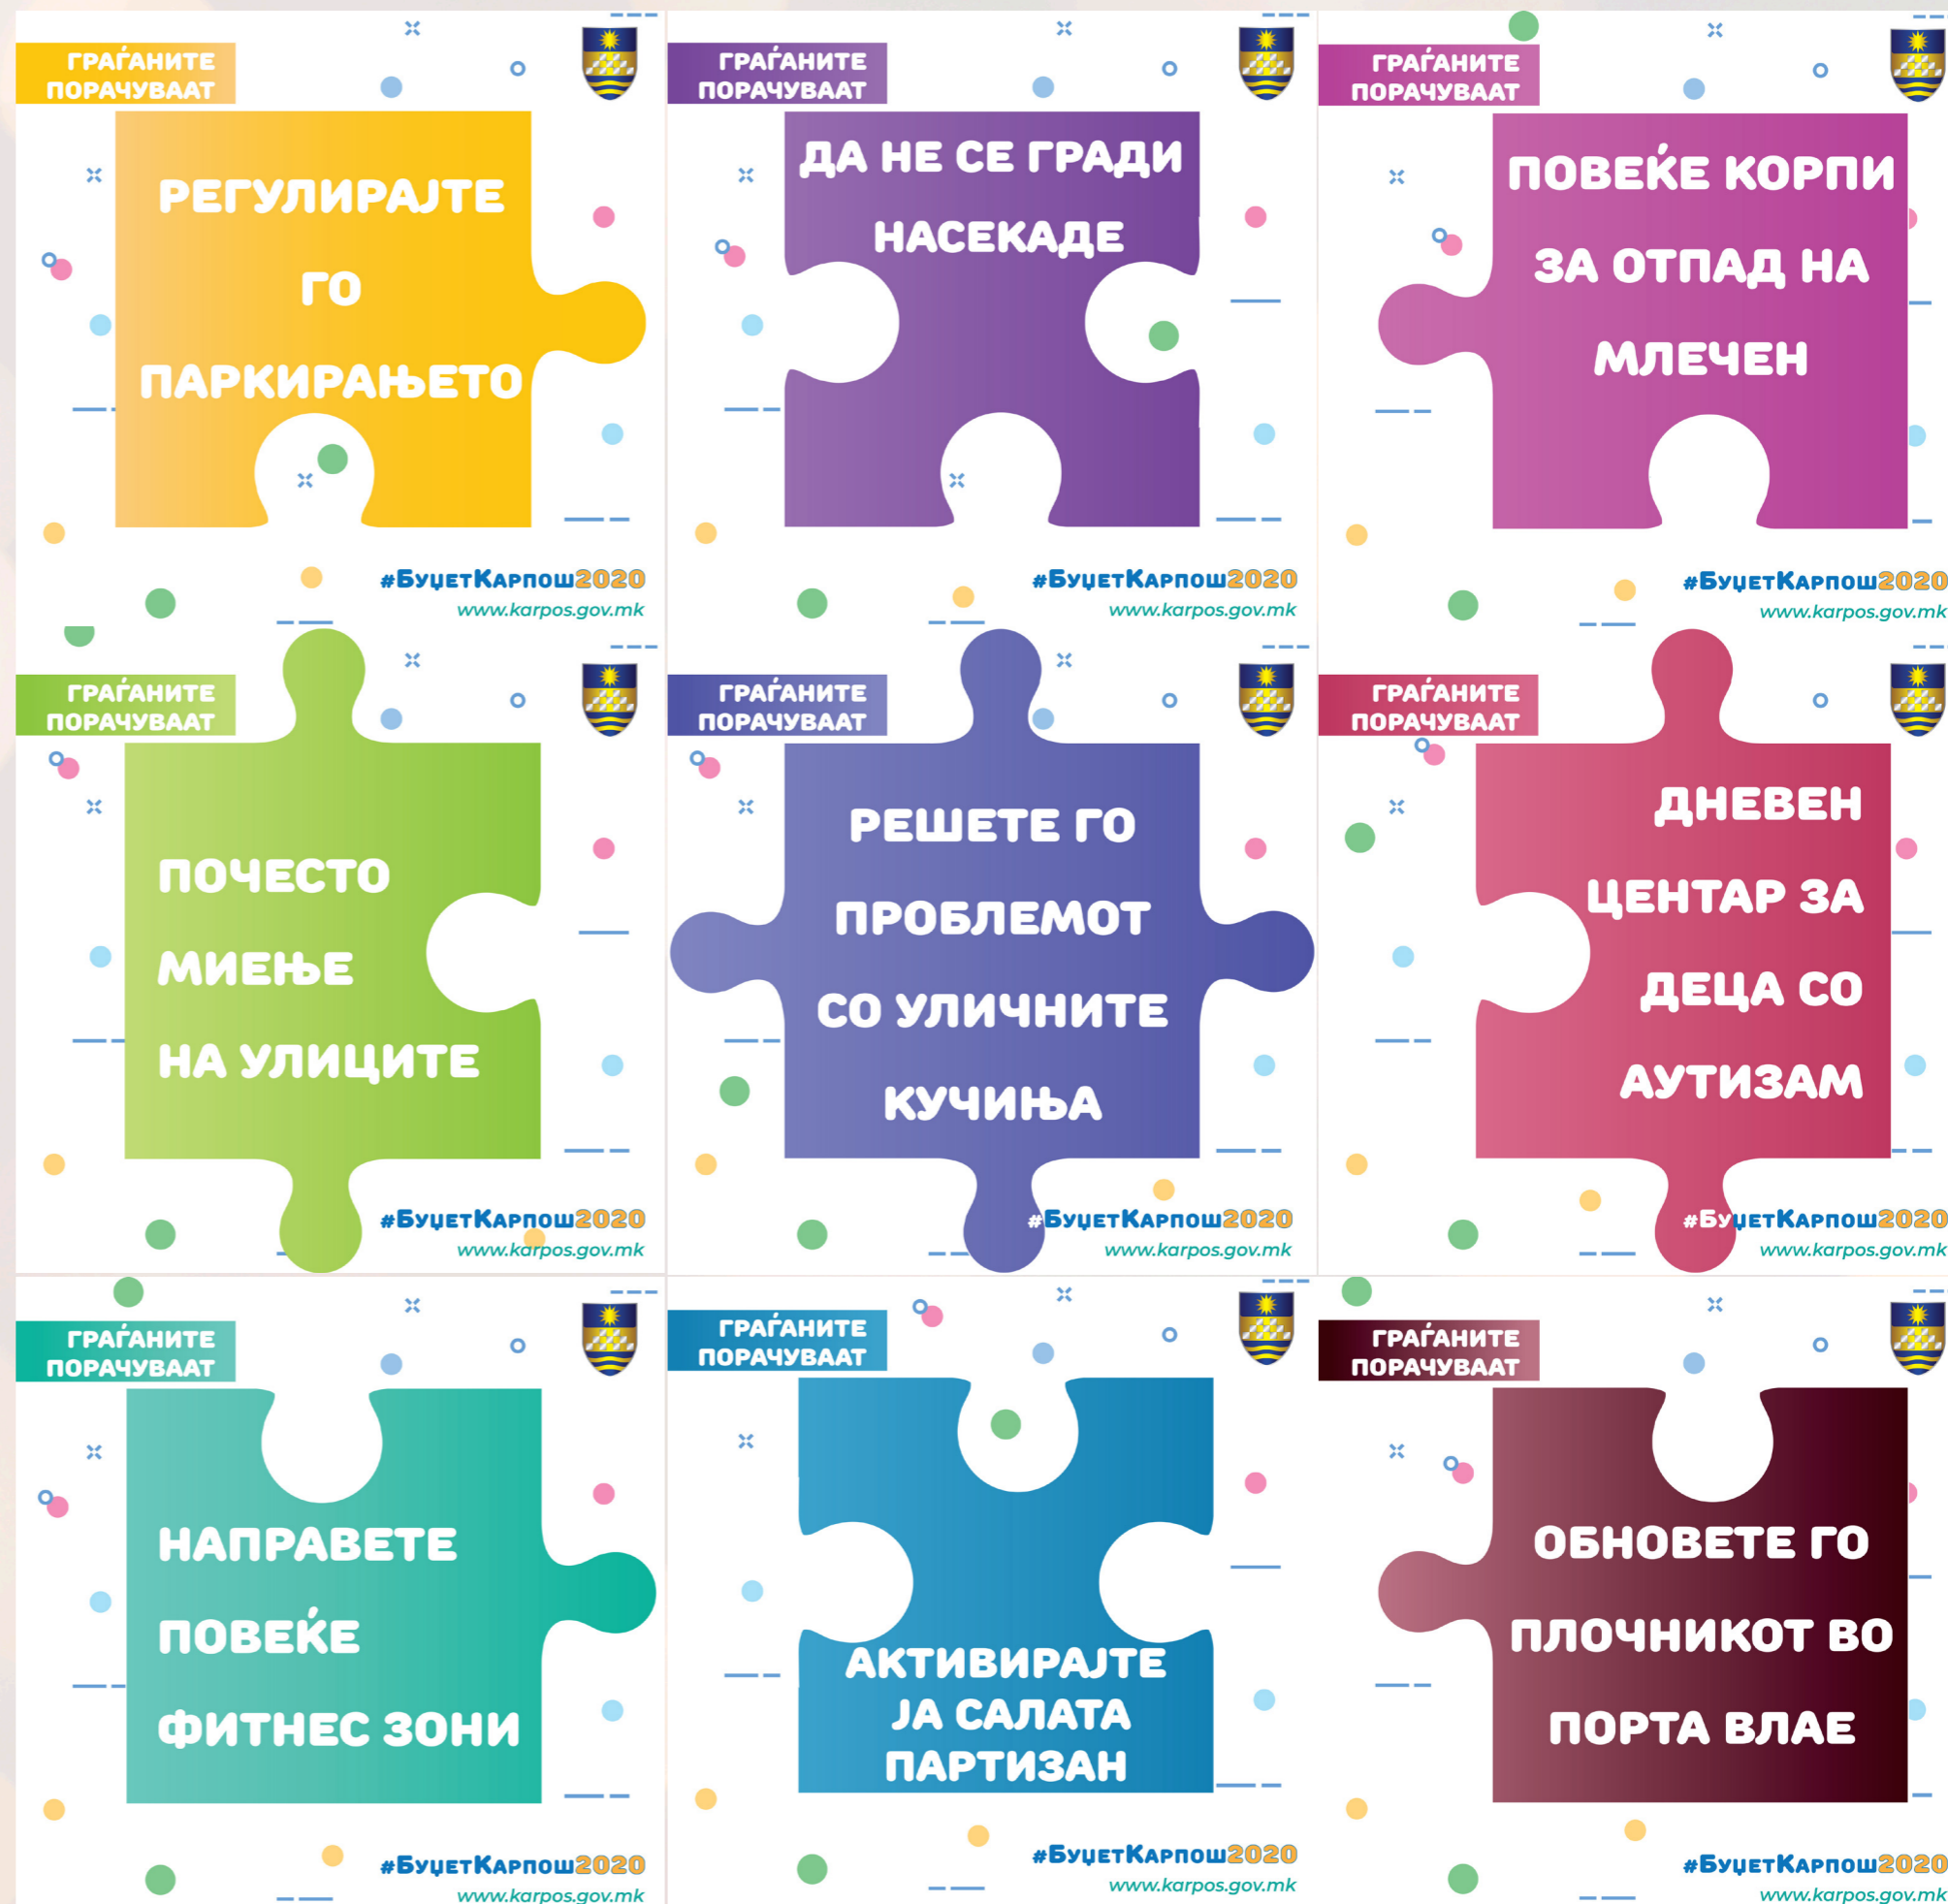 ГРАЃАНИТЕ
ПОРАЧУВААТ
РЕГУЛИРАЈТЕ
ГО
ПАРКИРАЊЕТО
#БУЏЕТКАРПОШ2020
www.karpos.gov.mk
ГРАЃАНИТЕ
ПОРАЧУВААТ
ДА НЕ СЕ ГРАДИ
НАСЕКАДЕ
#БУЏЕТКАРПОШ2020
www.karpos.gov.mk
ГРАЃАНИТЕ
ПОРАЧУВААТ
ПОВЕЌЕ КОРПИ
ЗА ОТПАД НА
МЛЕЧЕН
#БУЏЕТКАРПОШ2020
www.karpos.gov.mk
ГРАЃАНИТЕ
ПОРАЧУВААТ
ПОЧЕСТО
МИЕЊЕ
НА УЛИЦИТЕ
#БУЏЕТКАРПОШ2020
www.karpos.gov.mk
ГРАЃАНИТЕ
ПОРАЧУВААТ
РЕШЕТЕ ГО
ПРОБЛЕМОТ
СО УЛИЧНИТЕ
КУЧИЊА
#БУЏЕТКАРПОШ2020
www.karpos.gov.mk
ГРАЃАНИТЕ
ПОРАЧУВААТ
ДНЕВЕН
ЦЕНТАР ЗА
ДЕЦА СО
АУТИЗАМ
#БУЏЕТКАРПОШ2020
www.karpos.gov.mk
ГРАЃАНИТЕ
ПОРАЧУВААТ
НАПРАВЕТЕ
ПОВЕЌЕ
ФИТНЕС ЗОНИ
#БУЏЕТКАРПОШ2020
www.karpos.gov.mk
ГРАЃАНИТЕ
ПОРАЧУВААТ
АКТИВИРАЈТЕ
ЈА САЛАТА
ПАРТИЗАН
#БУЏЕТКАРПОШ2020
www.karpos.gov.mk
ГРАЃАНИТЕ
ПОРАЧУВААТ
ОБНОВЕТЕ ГО
ПЛОЧНИКОТ ВО
ПОРТА ВЛАЕ
#БУЏЕТКАРПОШ2020
www.karpos.gov.mk